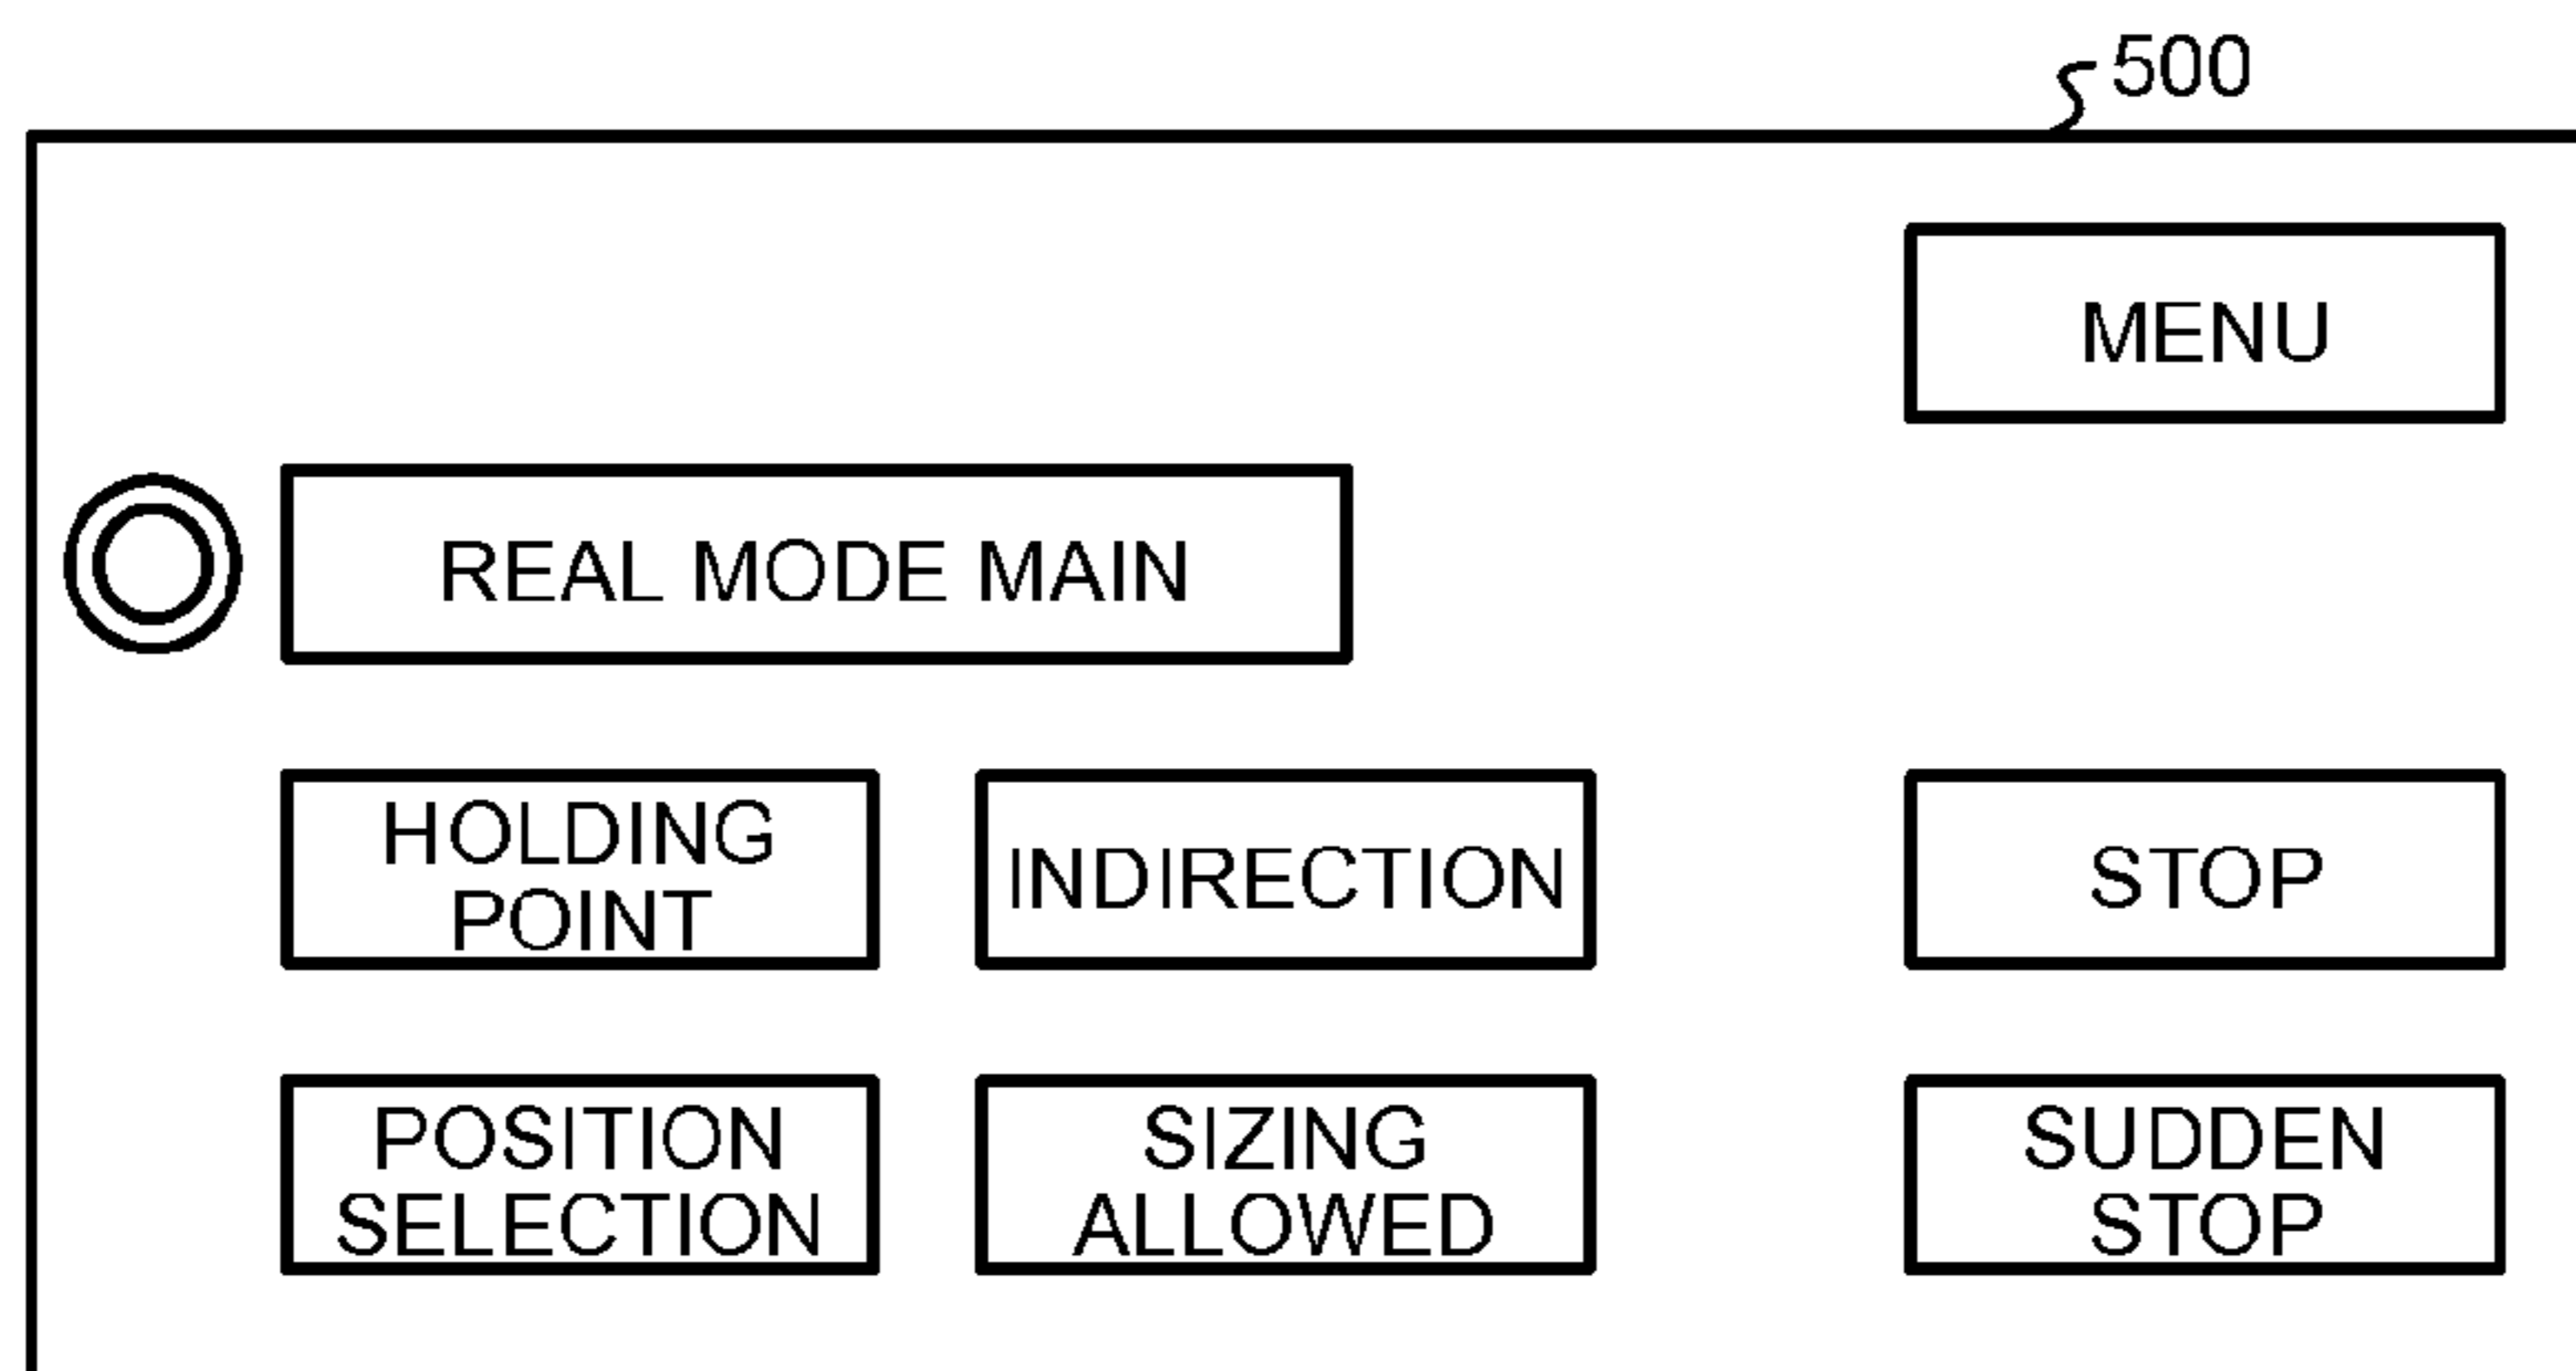 500
MENU
REAL MODE MAIN
HOLDING
POINT
INDIRECTION
STOP
POSITION
SELECTION
SIZING
ALLOWED
SUDDEN
STOP